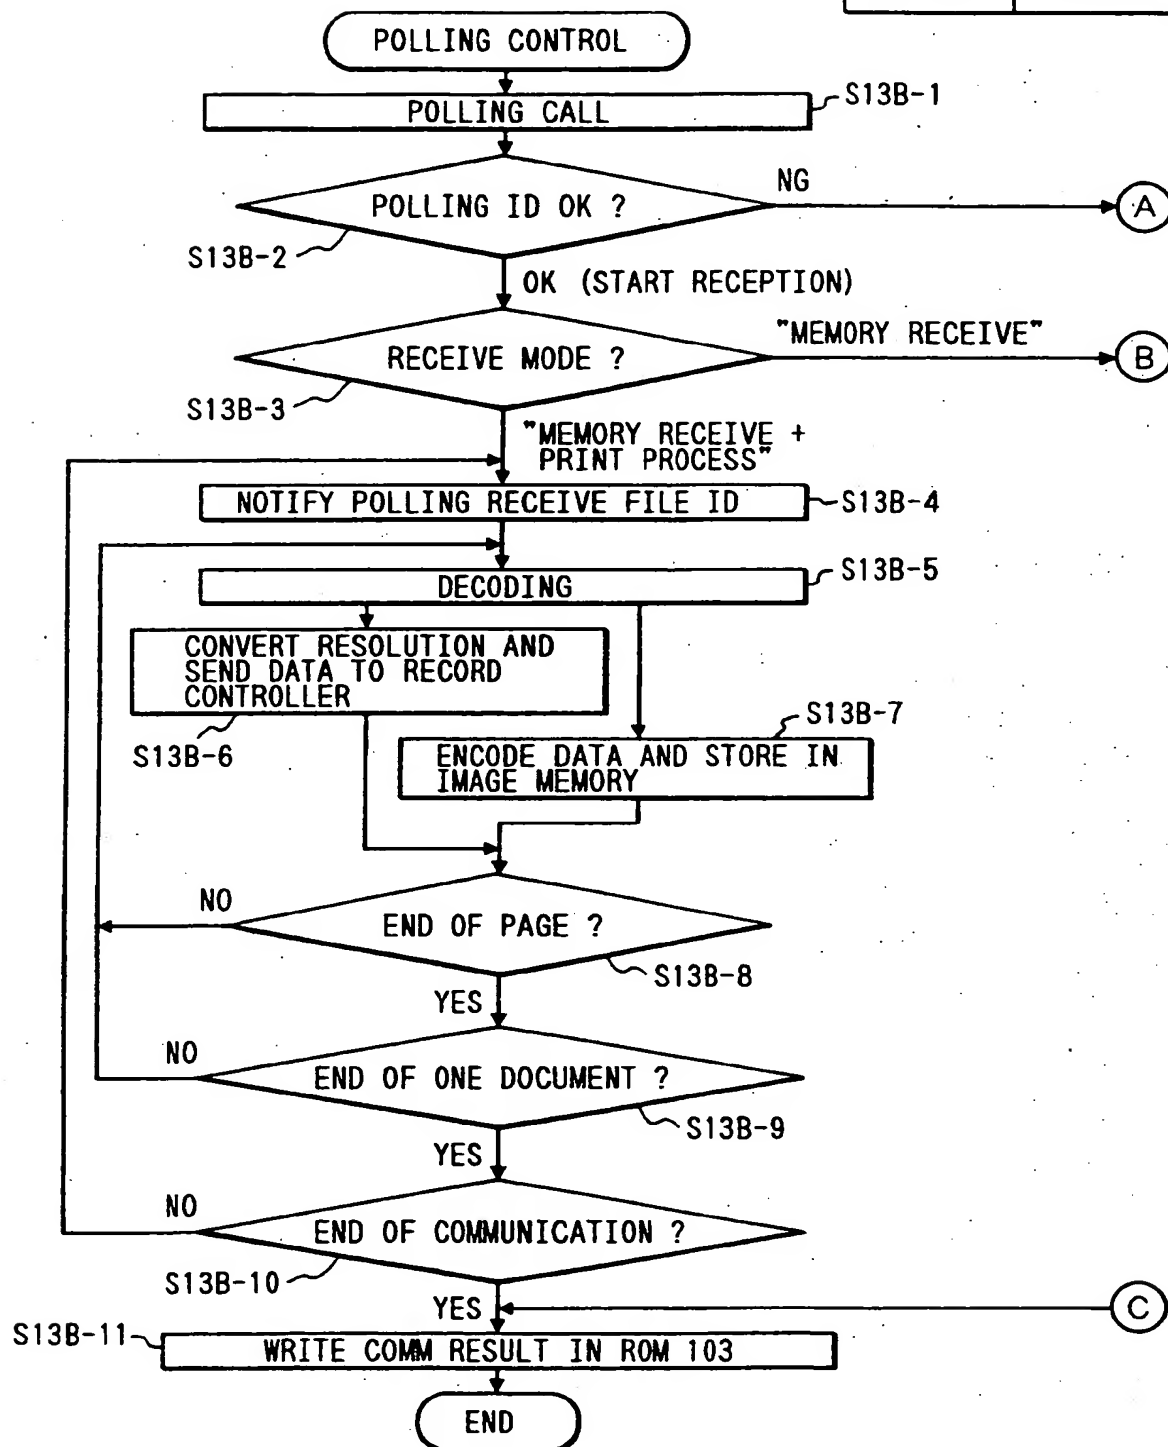 POLLING CONTROL
POLLING CALL
S13B-1
POLLING ID OK ?
NG
A
S13B-2
OK (START RECEPTION)
RECEIVE MODE ?
"MEMORY RECEIVE"
B
S13B-3
"MEMORY RECEIVE +
PRINT PROCESS"
NOTIFY POLLING RECEIVE FILE ID
S13B-4
DECODING
S13B-5
CONVERT RESOLUTION AND
SEND DATA TO RECORD
CONTROLLER
S13B-6
S13B-7
ENCODE DATA AND STORE IN
IMAGE MEMORY
END OF PAGE ?
NO
S13B-8
YES
END OF ONE DOCUMENT ?
NO
S13B-9
YES
END OF COMMUNICATION ?
NO
S13B-10
YES
C
S13B-11
WRITE COMM RESULT IN ROM 103
END